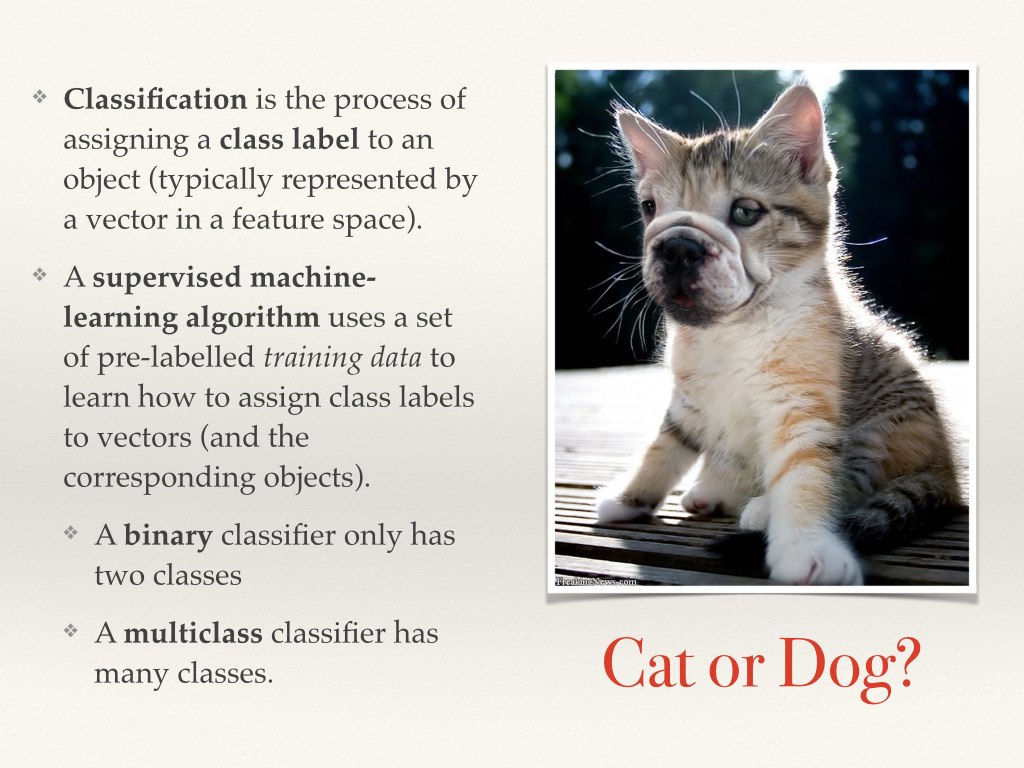 Classification is the process of
assigning a class label to an
object (typically represented by
a vector in a feature space).
A supervised machine-
learning algorithm uses a set
of pre-labelled training data to
learn how to assign class labels
to vectors (and the
corresponding objects).
A binary classifier only has
two classes
A multiclass classifier has
many classes.
FreakingNews.com
Cat or Dog?